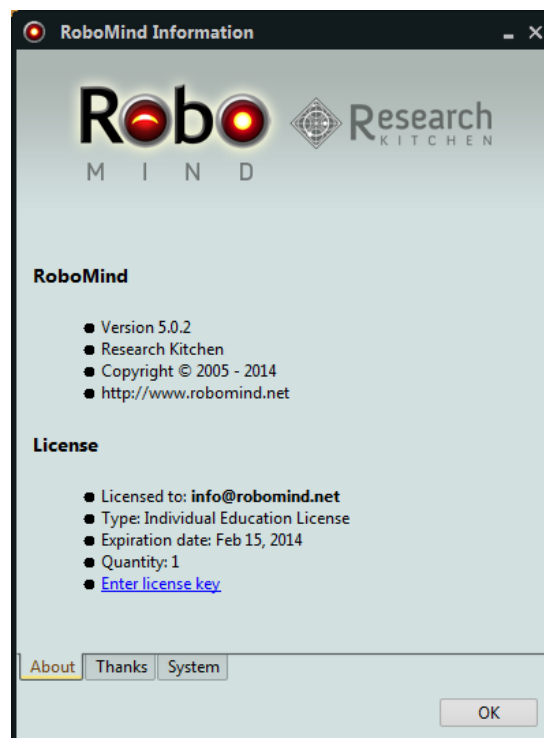 RoboMind Information
Robo
MIND
Research
KITCHEN
RoboMind
Version 5.0.2
Research Kitchen
Copyright © 2005 - 2014
http://www.robomind.net
License
Licensed to: info@robomind.net
Type: Individual Education License
Expiration date: Feb 15, 2014
Quantity: 1
Enter license key
About Thanks System
OK